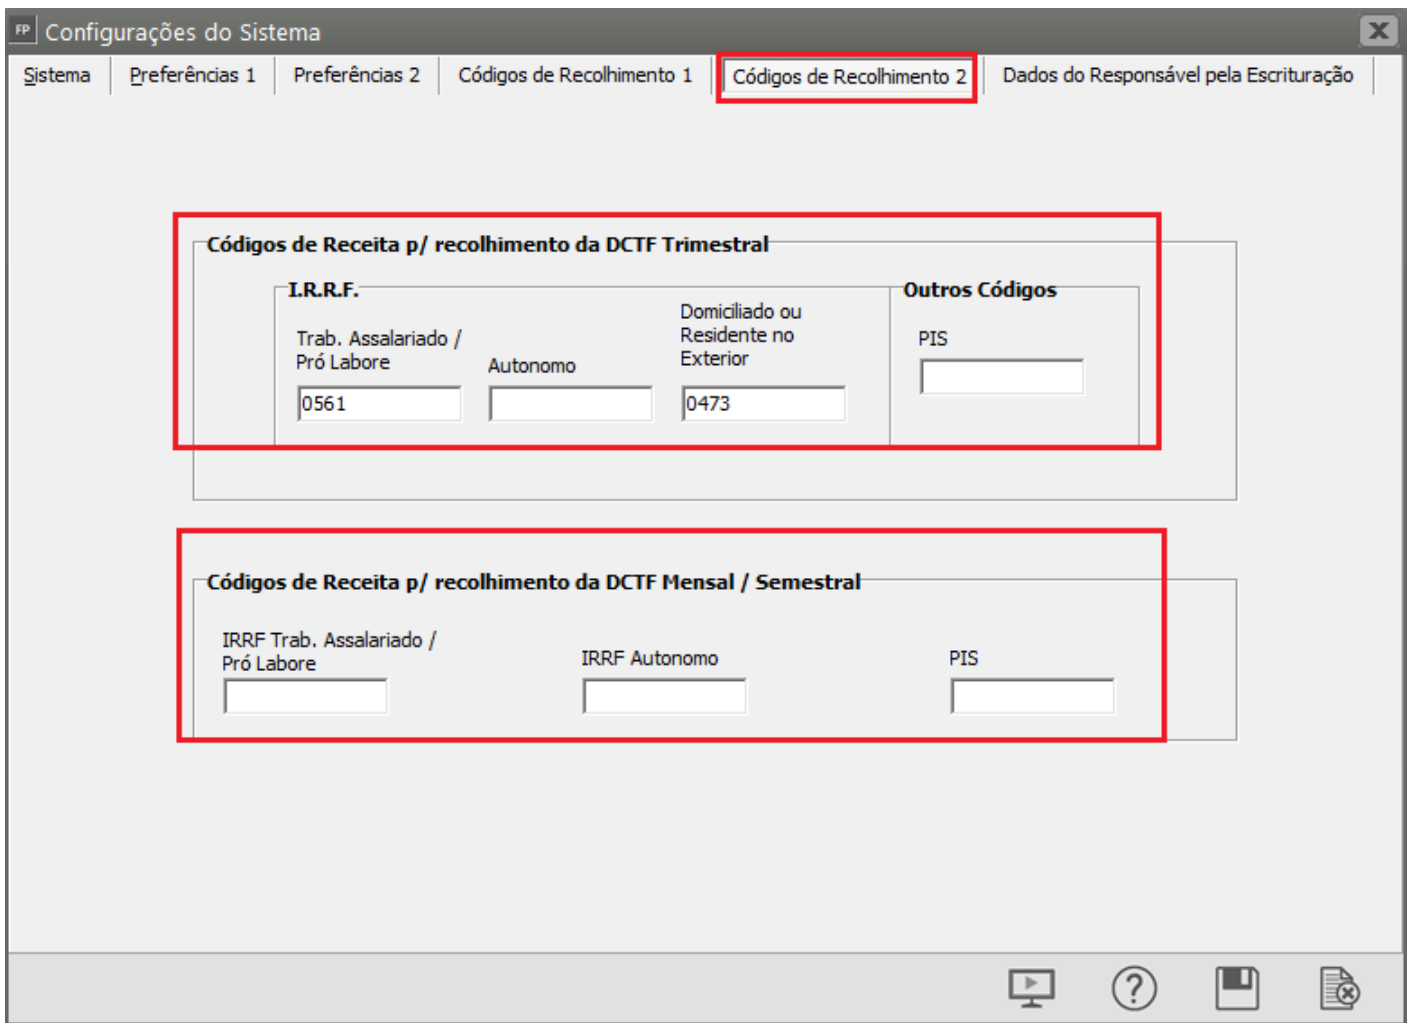 FP Configurações do Sistema
Sistema Preferências 1 Preferências 2 Códigos de Recolhimento 1 Códigos de Recolhimento 2 Dados do Responsável pela Escrituração
Códigos de Receita p/ recolhimento da DCTF Trimestral
I.R.R.F.
Trab. Assalariado /
Pró Labore
0561
Autonomo
Domiciliado ou
Residente no
Exterior
0473
Outros Códigos
PIS
Códigos de Receita p/ recolhimento da DCTF Mensal / Semestral
IRRF Trab. Assalariado /
Pró Labore
IRRF Autonomo
PIS